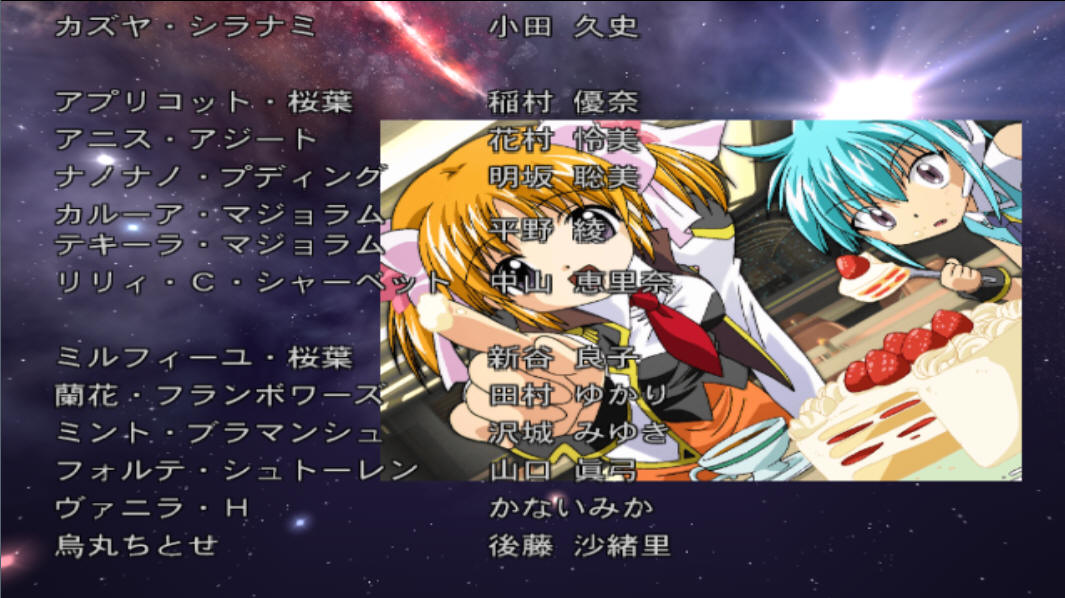 カズヤ・シラナミ 小田 久史
アプリコット・桜葉 稲村 優奈
アニス・アジート 花村 怜美
ナノナノ・プディング 明坂 聡美
カルーア・マジョラム
テキーラ・マジョラム 平野 綾
リリィ・C・シャーベット 中山 恵里奈
ミルフィーユ・桜葉 新谷 良子
蘭花・フランボワーズ 田村 ゆかり
ミント・ブラマンシュ 沢城 みゆき
フォルテ・シュトーレン 山口 眞弓
ヴァニラ・H かないみか
烏丸ちとせ 後藤 沙緒里